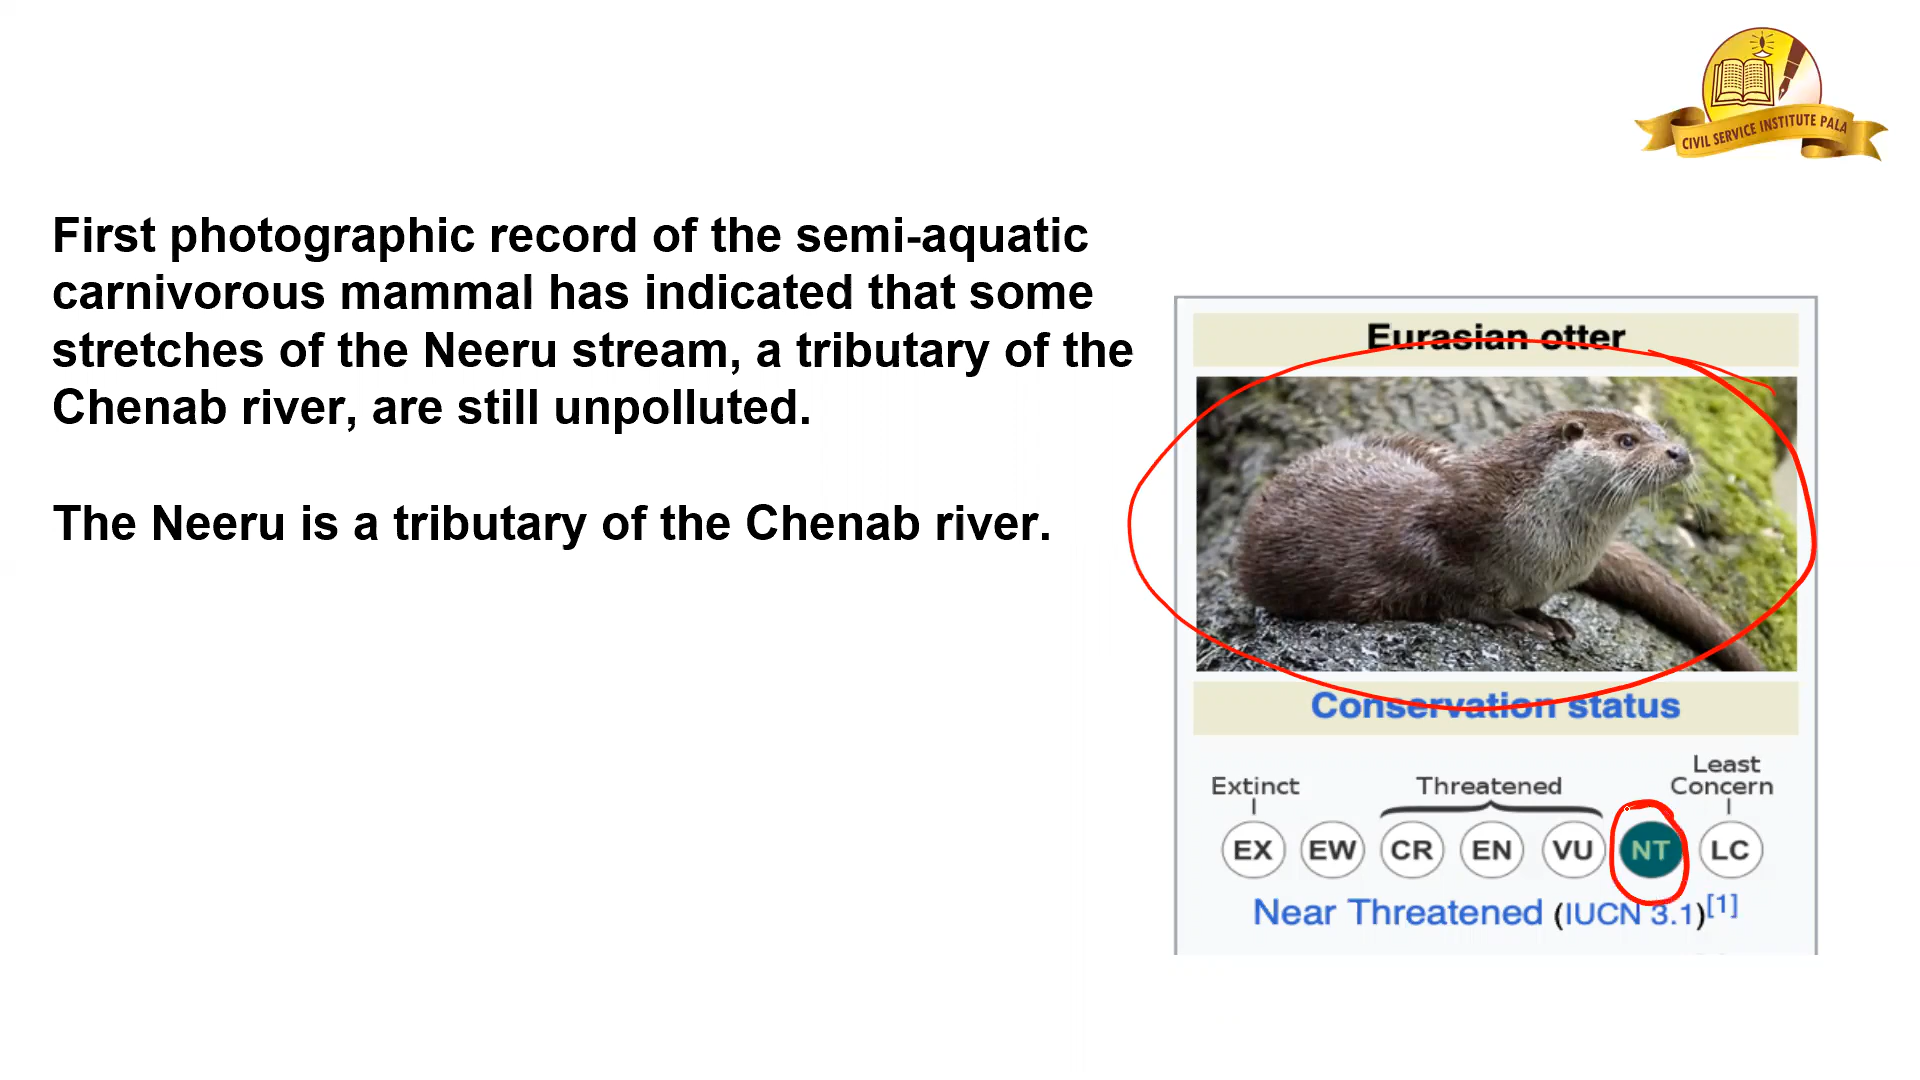 CIVIL SERVICE INSTITUTE PALA
First photographic record of the semi-aquatic
carnivorous mammal has indicated that some
stretches of the Neeru stream, a tributary of the
Chenab river, are still unpolluted.
The Neeru is a tributary of the Chenab river.
Eurasian otter
Conservation status
Extinct
Threatened
Least
Concern
EX EW CR EN VU NT LC
Near Threatened (IUCN 3.1)[1]